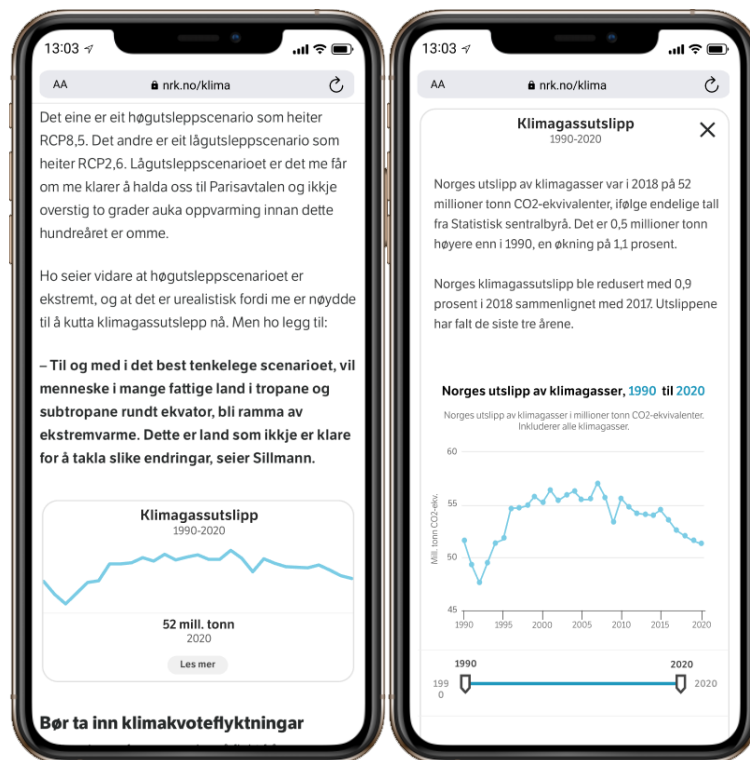 13:03
AA
nrk.no/klima
Det eine er eit høgutsleppscenario som heiter
RCP8,5. Det andre er eit lågutsleppscenario som
heiter RCP2,6. Lågutsleppscenarioet er det me får
om me klarer å halda oss til Parisavtalen og ikkje
overstig to grader auka oppvarming innan dette
hundreåret er omme.
Ho seier vidare at høgutsleppscenarioet er
ekstremt, og at det er urealistisk fordi me er nøydde
til å kutta klimagassutslepp nå. Men ho legg til:
– Til og med i det best tenkelege scenarioet, vil
menneske i mange fattige land i tropane og
subtropane rundt ekvator, bli ramma av
ekstremvarme. Dette er land som ikkje er klare
for å takla slike endringar, seier Sillmann.
Klimagassutslipp
1990-2020
52 mill. tonn
2020
Les mer
Bør ta inn klimakvoteflyktningar
13:03
AA
nrk.no/klima
Klimagassutslipp
1990-2020
Norges utslipp av klimagasser var i 2018 på 52
millioner tonn CO2-ekvivalenter, ifølge endelige tall
fra Statistisk sentralbyrå. Det er 0,5 millioner tonn
høyere enn i 1990, en økning på 1,1 prosent.
Norges klimagassutslipp ble redusert med 0,9
prosent i 2018 sammenlignet med 2017. Utslippene
har falt de siste tre årene.
Norges utslipp av klimagasser, 1990 til 2020
Norges utslipp av klimagasser i millioner tonn CO2-ekvivalenter.
Inkluderer alle klimagasser.
Mill. tonn CO2-ekv.
60
55
50
45
1990 1995 2000 2005 2010 2015 2020
1990 2020
199
0
2020